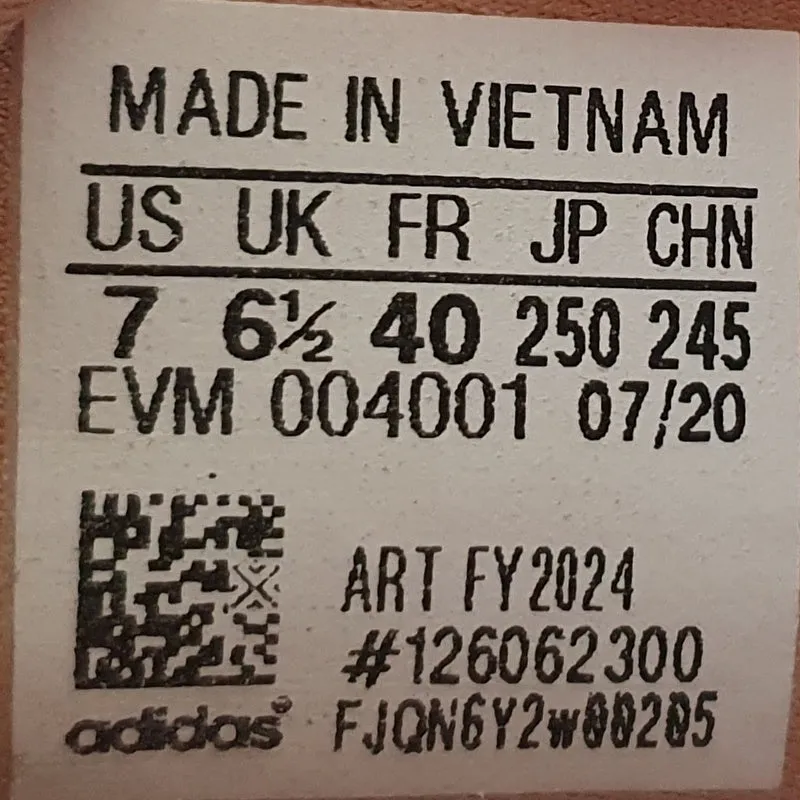 MADE IN VIETNAM
US UK FR JP CHN
7 6½ 40 250 245
EVM 004001 07/20
ART FY2024
#126062300
adidas® FJQN6Y2w00205